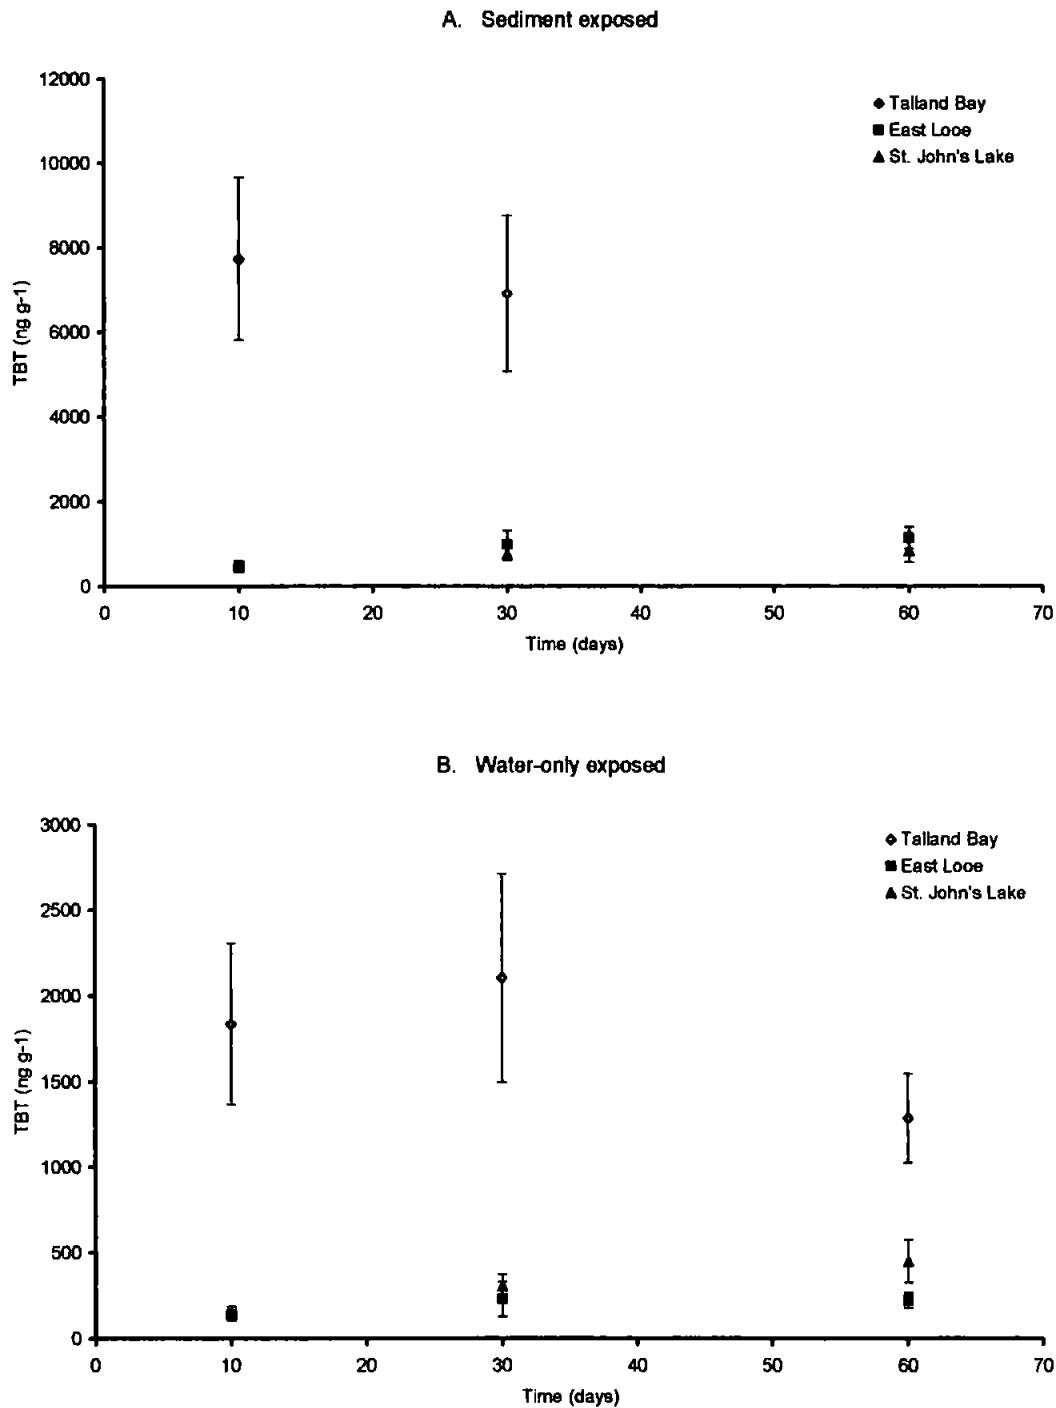 A. Sediment exposed
12000
10000
8000
6000
4000
2000
0
TBT (ng g-1)
Talland Bay
East Looe
St. John's Lake
0 10 20 30 40 50 60 70
Time (days)
B. Water-only exposed
3000
2500
2000
1500
1000
500
0
TBT (ng g-1)
Talland Bay
East Looe
St. John's Lake
0 10 20 30 40 50 60 70
Time (days)